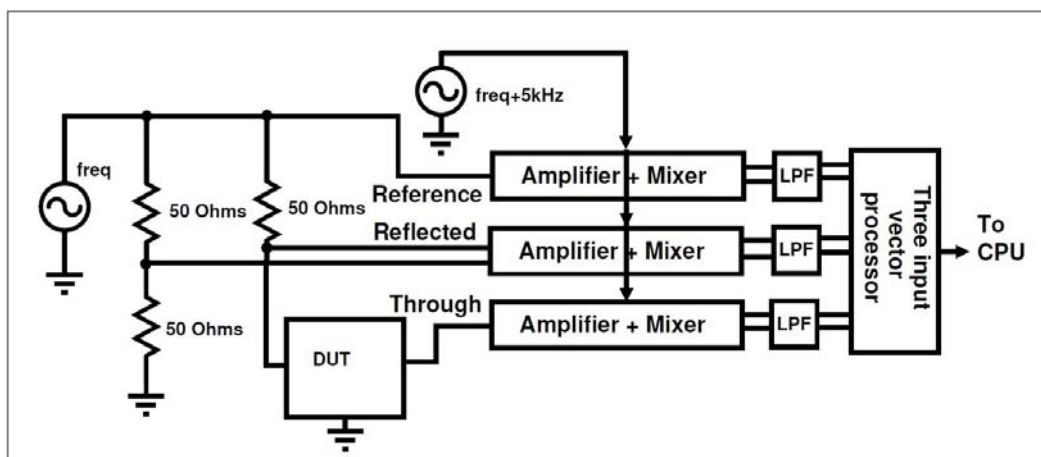 freq+5kHz
freq
50 Ohms
50 Ohms
50 Ohms
Reference
Reflected
Through
Amplifier + Mixer
Amplifier + Mixer
Amplifier + Mixer
LPF
LPF
LPF
Three input
vector
processor
To
CPU
DUT